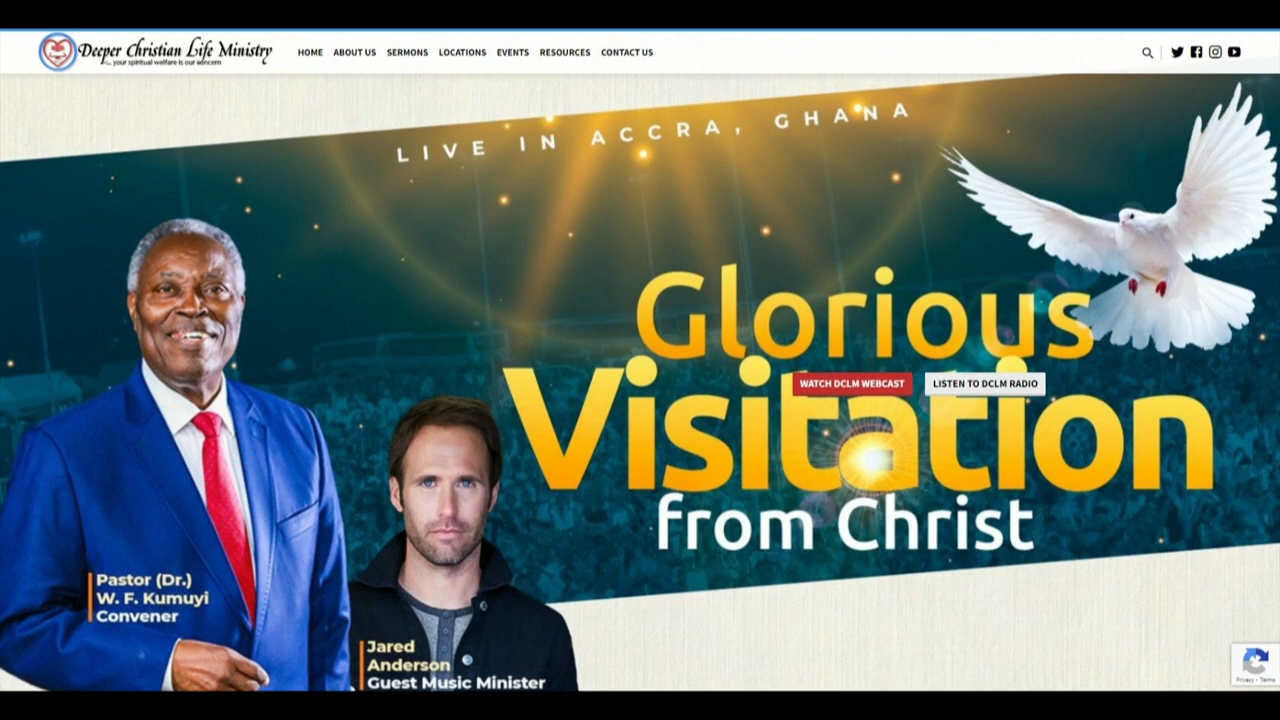 Deeper Christian Life Ministry
... your spiritual welfare is our concern
HOME ABOUT US SERMONS LOCATIONS EVENTS RESOURCES CONTACT US
LIVE IN ACCRA, GHANA
Glorious
Visitation
WATCH DCLM WEBCAST LISTEN TO DCLM RADIO
from Christ
Pastor (Dr.)
W. F. Kumuyi
Convener
Jared
Anderson
Guest Music Minister
Privacy - Terms